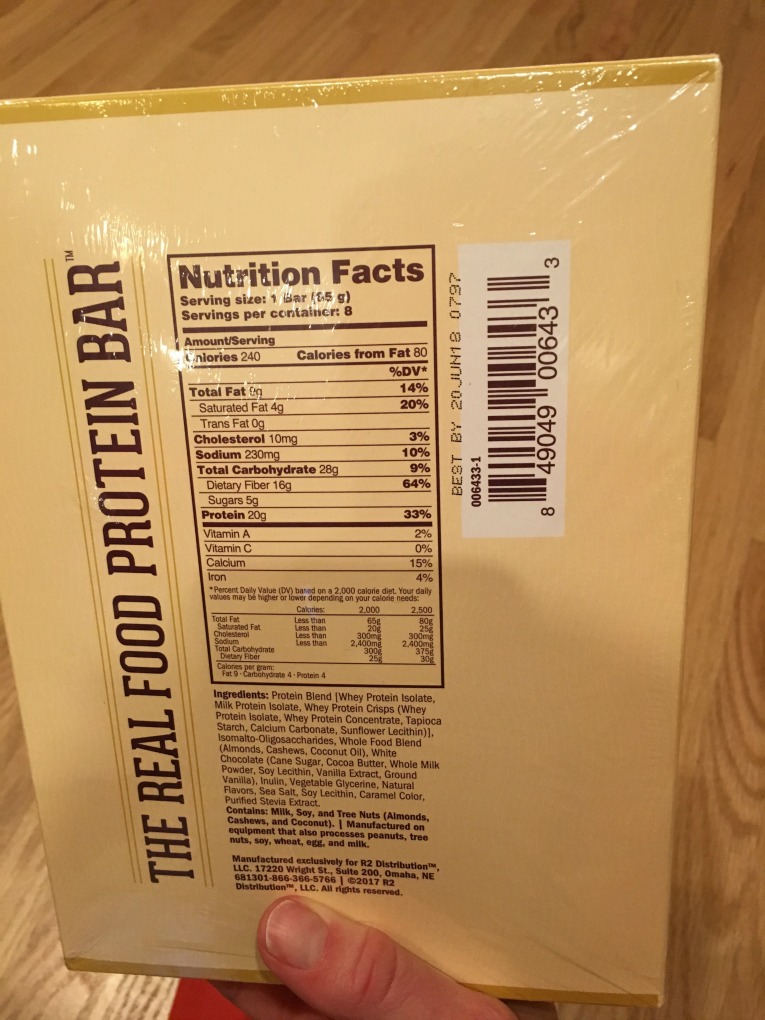 THE REAL FOOD PROTEIN BAR™
Nutrition Facts
Serving size: 1 Bar (65 g)
Servings per container: 8
Amount/Serving
Calories 240 Calories from Fat 80
%DV*
Total Fat 9g 14%
Saturated Fat 4g 20%
Trans Fat 0g
Cholesterol 10mg 3%
Sodium 230mg 10%
Total Carbohydrate 28g 9%
Dietary Fiber 16g 64%
Sugars 5g
Protein 20g 33%
Vitamin A 2%
Vitamin C 0%
Calcium 15%
Iron 4%
*Percent Daily Value (DV) based on a 2,000 calorie diet. Your daily
values may be higher or lower depending on your calorie needs:
Calories: 2,000 2,500
Total Fat Less than 65g 80g
Saturated Fat Less than 20g 25g
Cholesterol Less than 300mg 300mg
Sodium Less than 2,400mg 2,400mg
Total Carbohydrate 300g 375g
Dietary Fiber 25g 30g
Calories per gram:
Fat 9 · Carbohydrate 4 · Protein 4
Ingredients: Protein Blend [Whey Protein Isolate,
Milk Protein Isolate, Whey Protein Crisps (Whey
Protein Isolate, Whey Protein Concentrate, Tapioca
Starch, Calcium Carbonate, Sunflower Lecithin)],
Isomalto-Oligosaccharides, Whole Food Blend
(Almonds, Cashews, Coconut Oil), White
Chocolate (Cane Sugar, Cocoa Butter, Whole Milk
Powder, Soy Lecithin, Vanilla Extract, Ground
Vanilla), Inulin, Vegetable Glycerine, Natural
Flavors, Sea Salt, Soy Lecithin, Caramel Color,
Purified Stevia Extract.
Contains: Milk, Soy, and Tree Nuts (Almonds,
Cashews, and Coconut). | Manufactured on
equipment that also processes peanuts, tree
nuts, soy, wheat, egg, and milk.
Manufactured exclusively for R2 Distribution™,
LLC. 17220 Wright St., Suite 200, Omaha, NE
681301-866-366-5766 | ©2017 R2
Distribution™, LLC. All rights reserved.
BEST BY 20JUN18 0797
006433-1
8 49049 00643 3